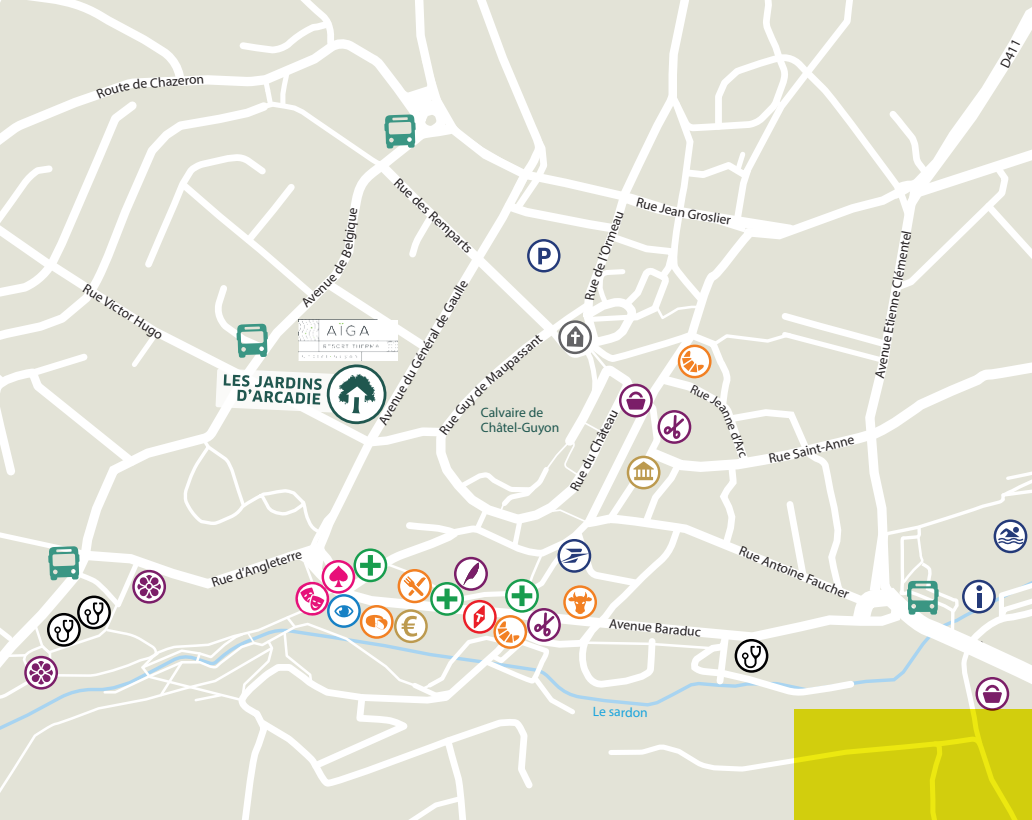 D411
Route de Chazeron
Rue des Remparts
Rue Jean Groslier
Avenue de Belgique
Rue de l'Ormeau
P
Avenue Etienne Clémentel
Rue Victor Hugo
AÏGA
RESORT THERMAL
Avenue du Général de Gaulle
Rue Guy de Maupassant
LES JARDINS
D'ARCADIE
Calvaire de
Châtel-Guyon
Rue du Château
Rue Jeanne d'Arc
Rue Saint-Anne
Rue d'Angleterre
Rue Antoine Faucher
i
€
Avenue Baraduc
Le sardon